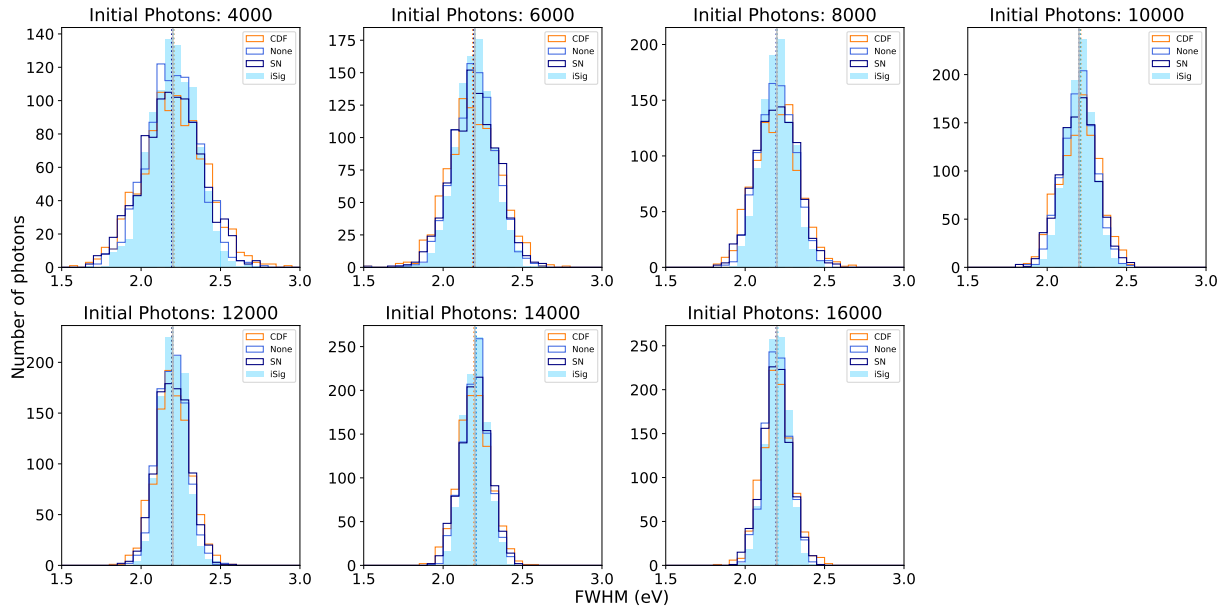 Initial Photons: 4000
140
120
100
80
60
40
20
0
1.5
2.0
2.5
3.0
CDF
None
SN
iSig
Initial Photons: 6000
175
150
125
100
75
50
25
0
1.5
2.0
2.5
3.0
CDF
None
SN
iSig
Initial Photons: 8000
200
150
100
50
0
1.5
2.0
2.5
3.0
CDF
None
SN
iSig
Initial Photons: 10000
200
150
100
50
0
1.5
2.0
2.5
3.0
CDF
None
SN
iSig
Number of photons
Initial Photons: 12000
200
150
100
50
0
1.5
2.0
2.5
3.0
CDF
None
SN
iSig
Initial Photons: 14000
250
200
150
100
50
0
1.5
2.0
2.5
3.0
CDF
None
SN
iSig
Initial Photons: 16000
250
200
150
100
50
0
1.5
2.0
2.5
3.0
CDF
None
SN
iSig
FWHM (eV)